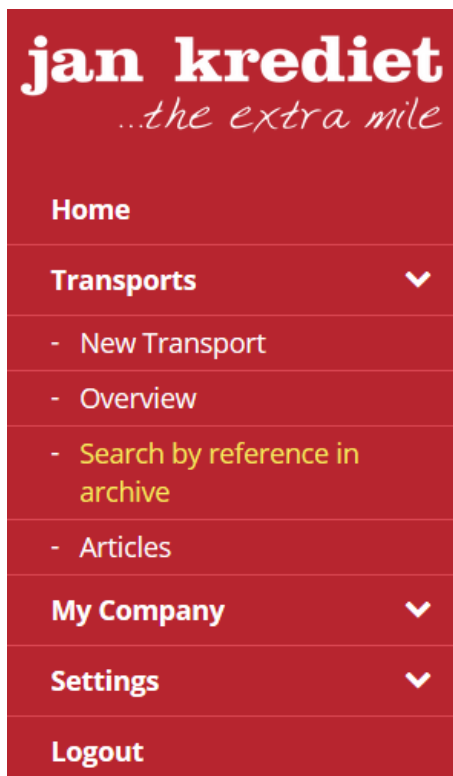 jan krediet
...the extra mile
Home
Transports
- New Transport
- Overview
- Search by reference in
archive
- Articles
My Company
Settings
Logout